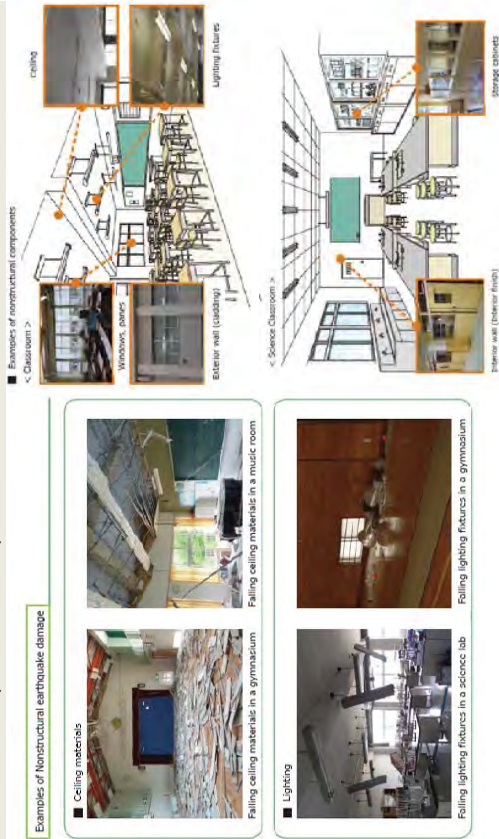 Examples of Nonstructural earthquake damage
■ Ceiling materials
Falling ceiling materials in a gymnasium
Falling ceiling materials in a music room
■ Lighting
Falling lighting fixtures in a science lab
Falling lighting fixtures in a gymnasium
■ Examples of nonstructural components
< Classroom >
Ceiling
Windows, panes
Exterior wall (cladding)
Lighting fixtures
< Science Classroom >
Interior wall (Interior finish)
Storage cabinets